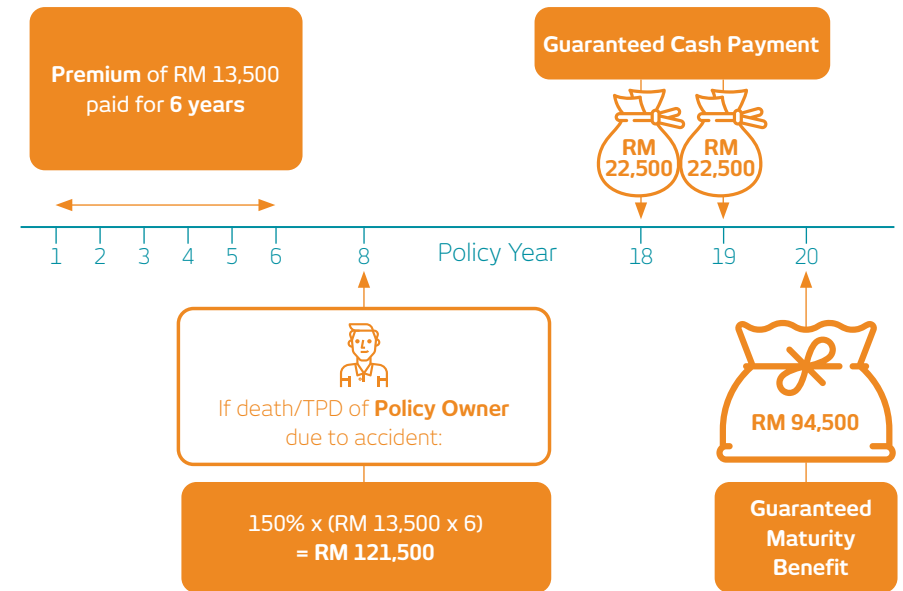 Premium of RM 13,500
paid for 6 years
Guaranteed Cash Payment
RM
22,500
RM
22,500
1 2 3 4 5 6 8 Policy Year 18 19 20
If death/TPD of Policy Owner
due to accident:
150% x (RM 13,500 x 6)
= RM 121,500
RM 94,500
Guaranteed
Maturity
Benefit